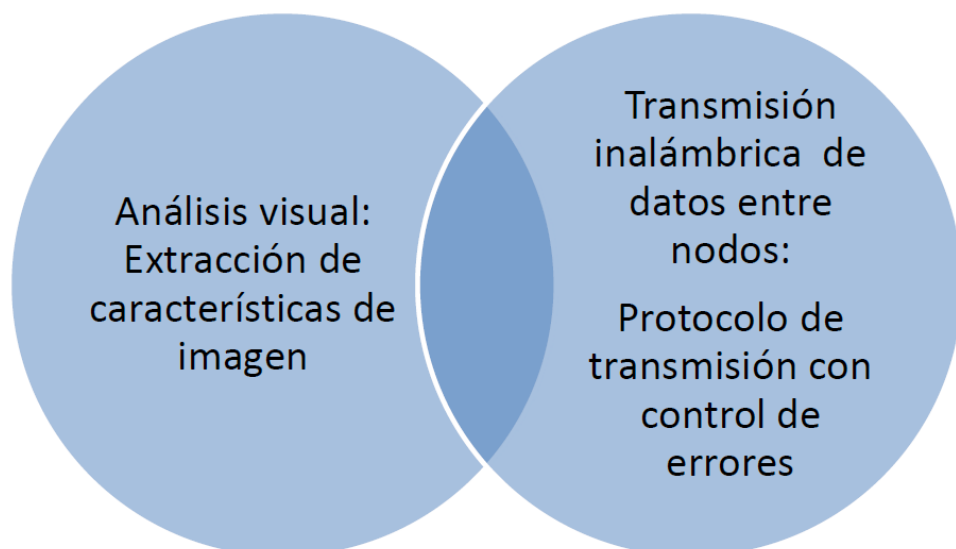 Análisis visual:
Extracción de
características de
imagen
Transmisión
inalámbrica de
datos entre
nodos:
Protocolo de
transmisión con
control de
errores